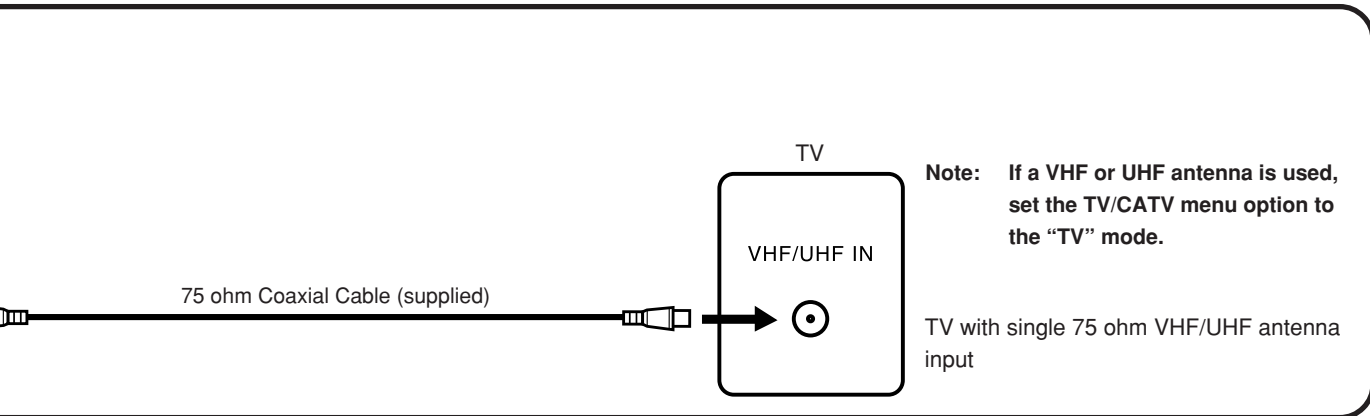 TV
Note: If a VHF or UHF antenna is used,
set the TV/CATV menu option to
the “TV” mode.
VHF/UHF IN
75 ohm Coaxial Cable (supplied)
TV with single 75 ohm VHF/UHF antenna
input